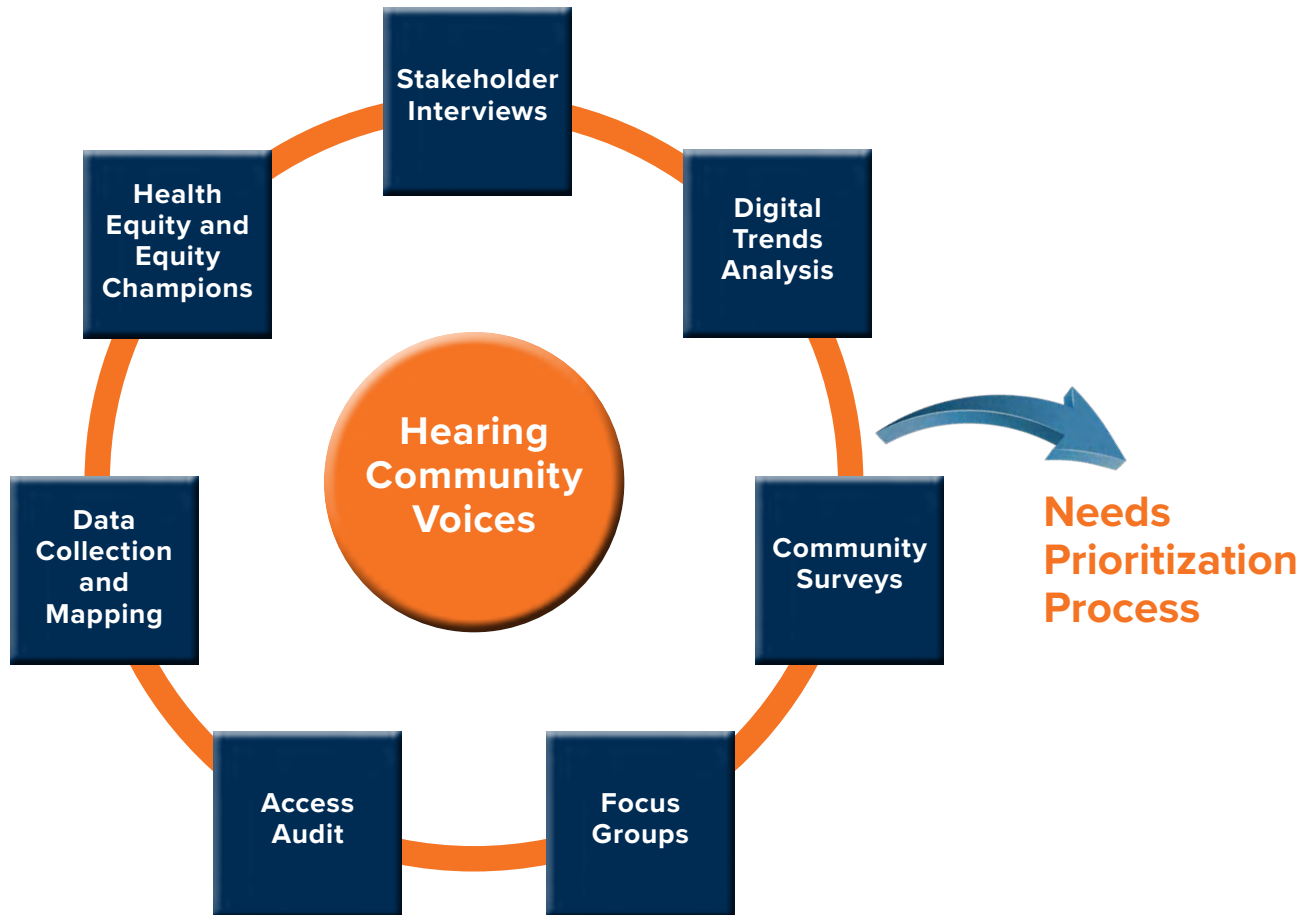 Stakeholder
Interviews
Digital
Trends
Analysis
Community
Surveys
Focus
Groups
Access
Audit
Data
Collection
and
Mapping
Health
Equity and
Equity
Champions
Hearing
Community
Voices
Needs
Prioritization
Process